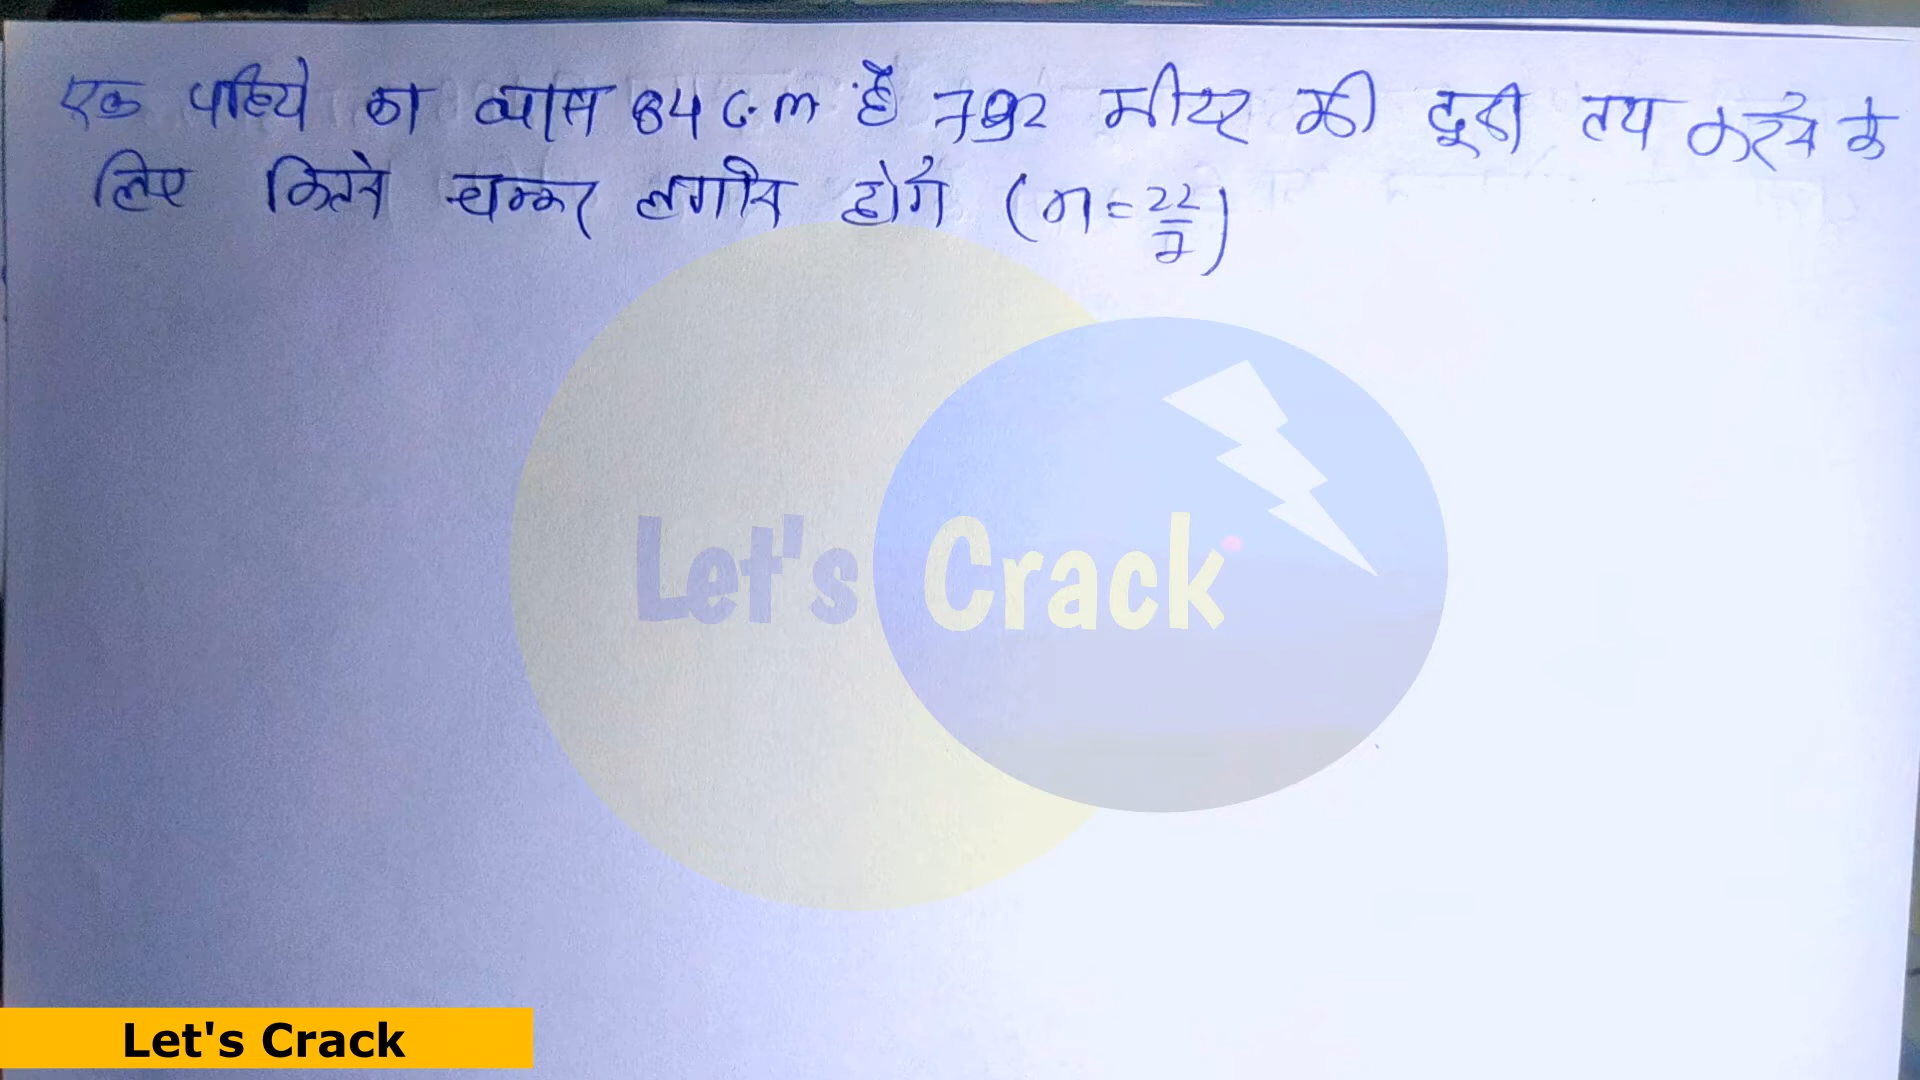 एक पहिये का व्यास 84 C.m है 792 मीटर की दूरी तय करने के
लिए कितने चक्कर लगाने होंगे (π = 22/7)
Let's Crack
Let's Crack